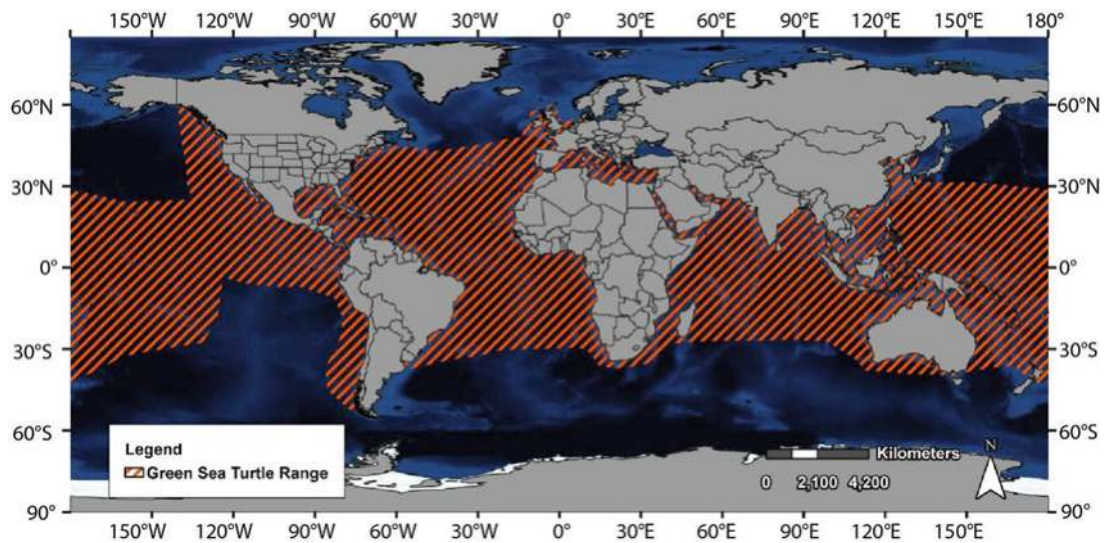 150°W 120°W 90°W 60°W 30°W 0° 30°E 60°E 90°E 120°E 150°E 180°
60°N 60°N
30°N 30°N
0° 0°
30°S 30°S
60°S 60°S
Legend
Green Sea Turtle Range
Kilometers
0 2,100 4,200
N
90° 90°
150°W 120°W 90°W 60°W 30°W 0° 30°E 60°E 90°E 120°E 150°E